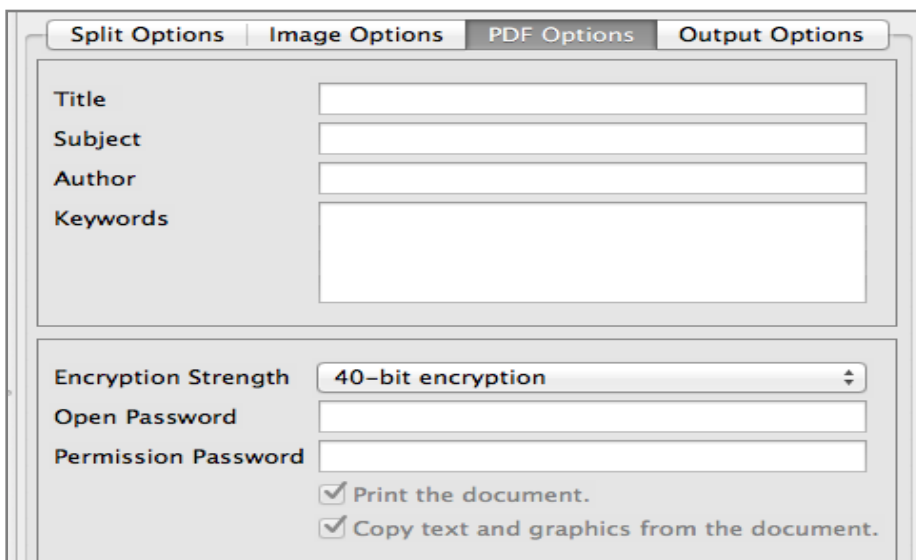 Split Options Image Options PDF Options Output Options
Title
Subject
Author
Keywords
Encryption Strength 40-bit encryption
Open Password
Permission Password
Print the document.
Copy text and graphics from the document.